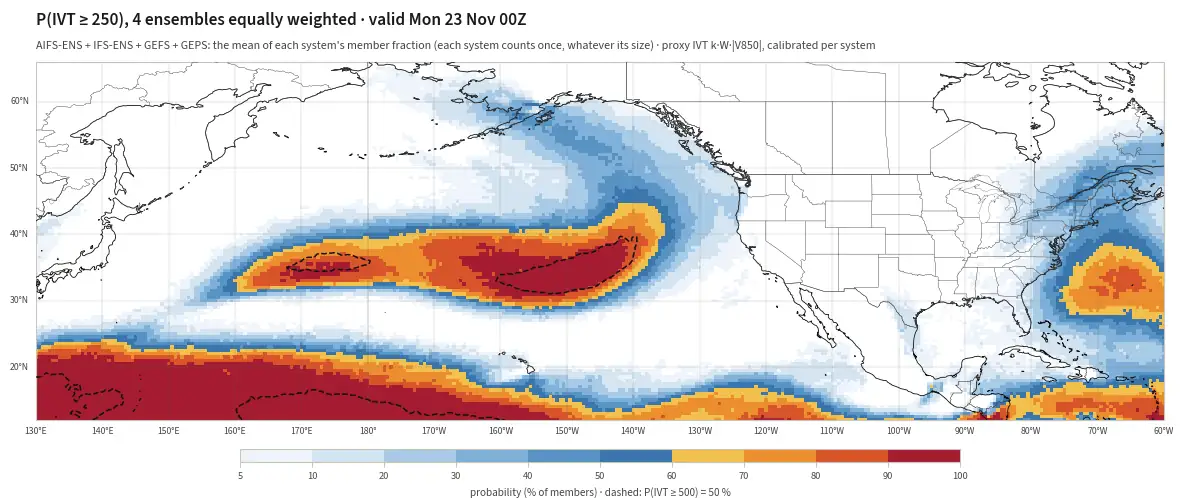 P(IVT ≥ 250), 4 ensembles equally weighted · valid Mon 23 Nov 00Z
AIFS-ENS + IFS-ENS + GEFS + GEPS: the mean of each system's member fraction (each system counts once, whatever its size) · proxy IVT k·W·|V850|, calibrated per system
60°N
50°N
40°N
30°N
20°N
130°E 140°E 150°E 160°E 170°E 180° 170°W 160°W 150°W 140°W 130°W 120°W 110°W 100°W 90°W 80°W 70°W 60°W
5 10 20 30 40 50 60 70 80 90 100
probability (% of members) · dashed: P(IVT ≥ 500) = 50 %